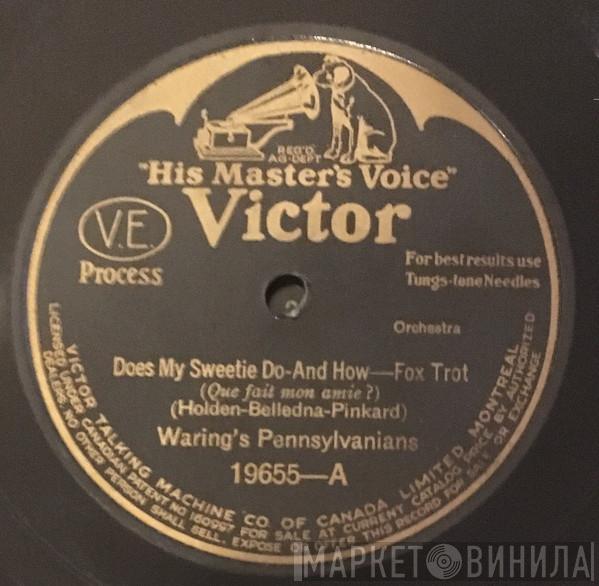 REG'D
AG-DEPT
"His Master's Voice"
Victor
V.E.
Process
For best results use
Tungs-tone Needles
Orchestra
Does My Sweetie Do-And How—Fox Trot
(Que fait mon amie?)
(Holden-Belledna-Pinkard)
Waring's Pennsylvanians
19655—A
VICTOR TALKING MACHINE CO. OF CANADA LIMITED MONTREAL
LICENSED UNDER CANADIAN PATENT NO 160997 FOR SALE AT CURRENT CATALOG PRICE BY AUTHORIZED
DEALERS. NO OTHER PERSON SHALL SELL, EXPOSE OR OFFER THIS RECORD FOR SALE OR EXCHANGE
МАРКЕТ ВИНИЛА